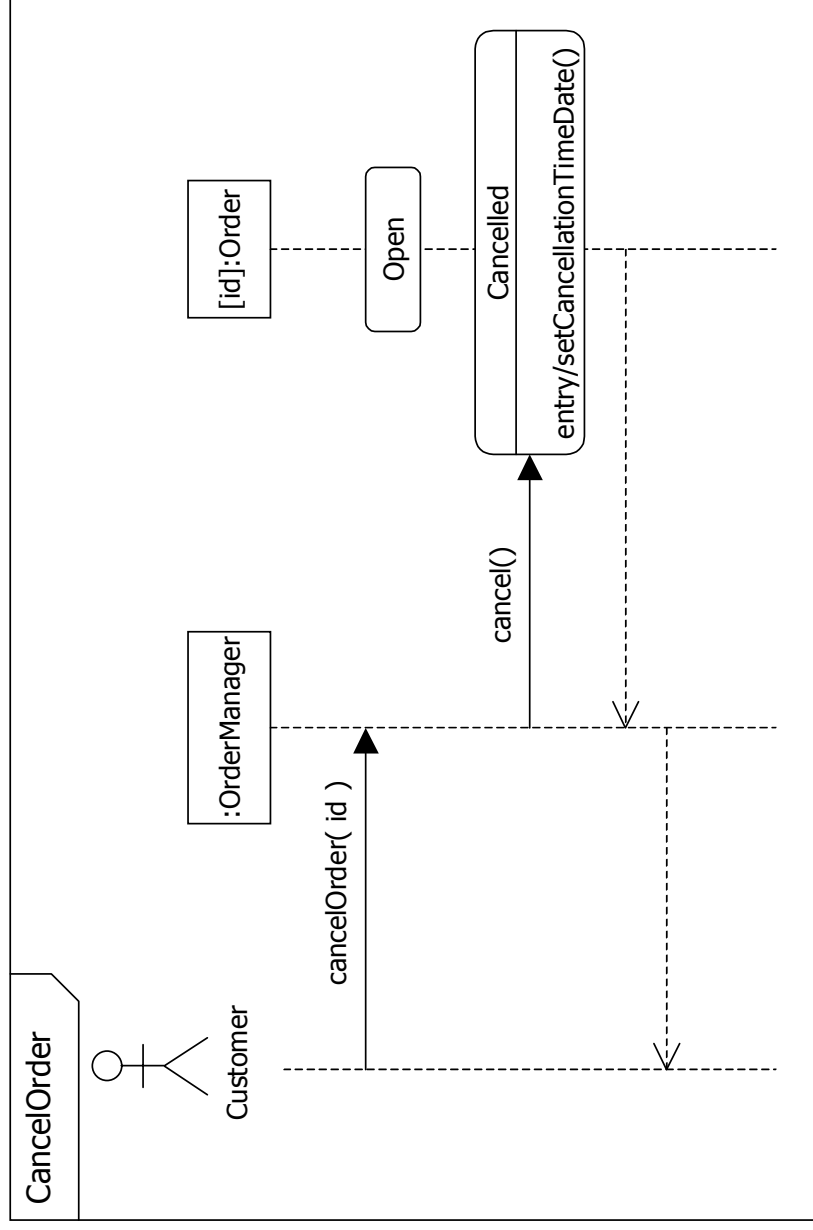 CancelOrder
Customer
:OrderManager
[id]:Order
cancelOrder( id )
Open
cancel()
Cancelled
entry/setCancellationTimeDate()